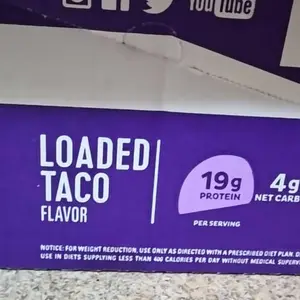 YouTube
LOADED
TACO
FLAVOR
19g
PROTEIN
4g
NET CARB
PER SERVING
NOTICE: FOR WEIGHT REDUCTION, USE ONLY AS DIRECTED WITH A PRESCRIBED DIET PLAN.
USE IN DIETS SUPPLYING LESS THAN 400 CALORIES PER DAY WITHOUT MEDICAL